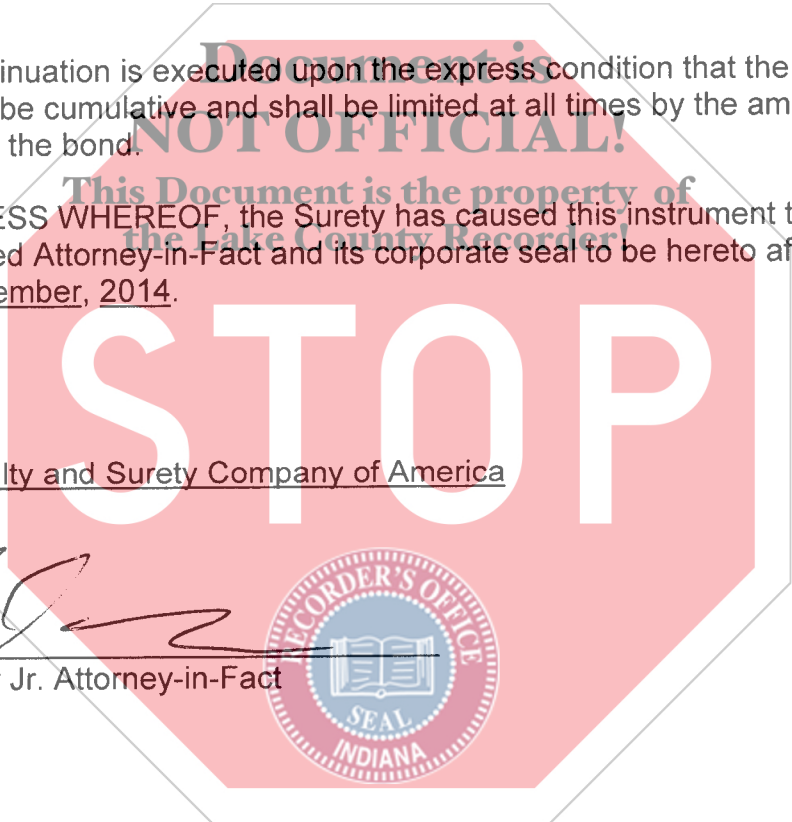 Document is
inuation is executed upon the express condition that the
be cumulative and shall be limited at all times by the am
the bond.
NOT OFFICIAL!
This Document is the property of
ESS WHEREOF, the Surety has caused this instrument t
the Lake County Recorder!
ed Attorney-in-Fact and its corporate seal to be hereto af
ember, 2014.
STOP
lty and Surety Company of America
Jr. Attorney-in-Fact
RECORDER'S OFFICE
SEAL
INDIANA